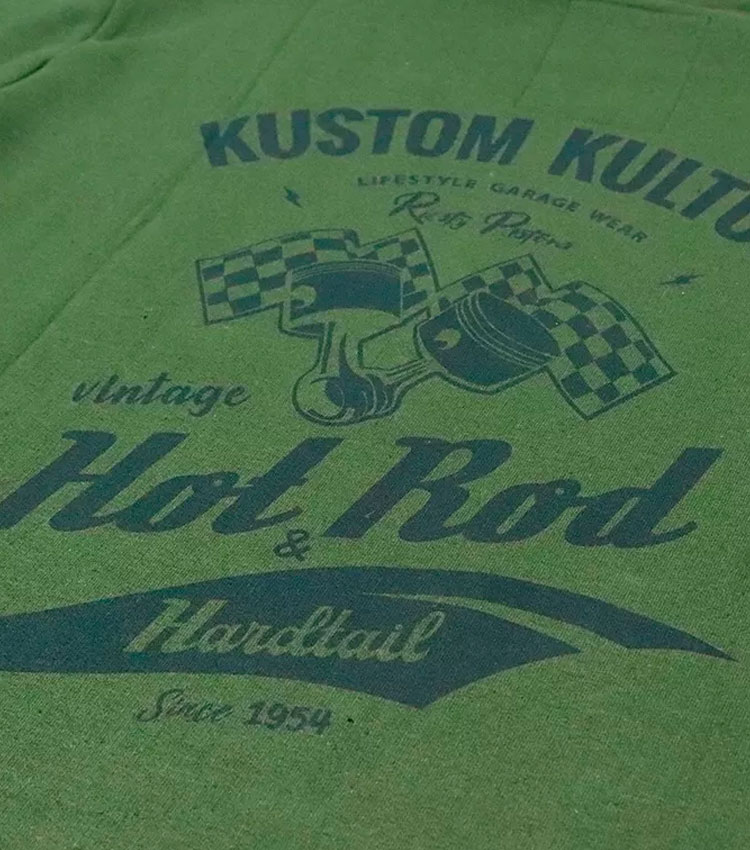 KUSTOM KULTU
LIFESTYLE GARAGE WEAR
Rusty Pistons
vintage
Hot Rod
&
Hardtail
Since 1954